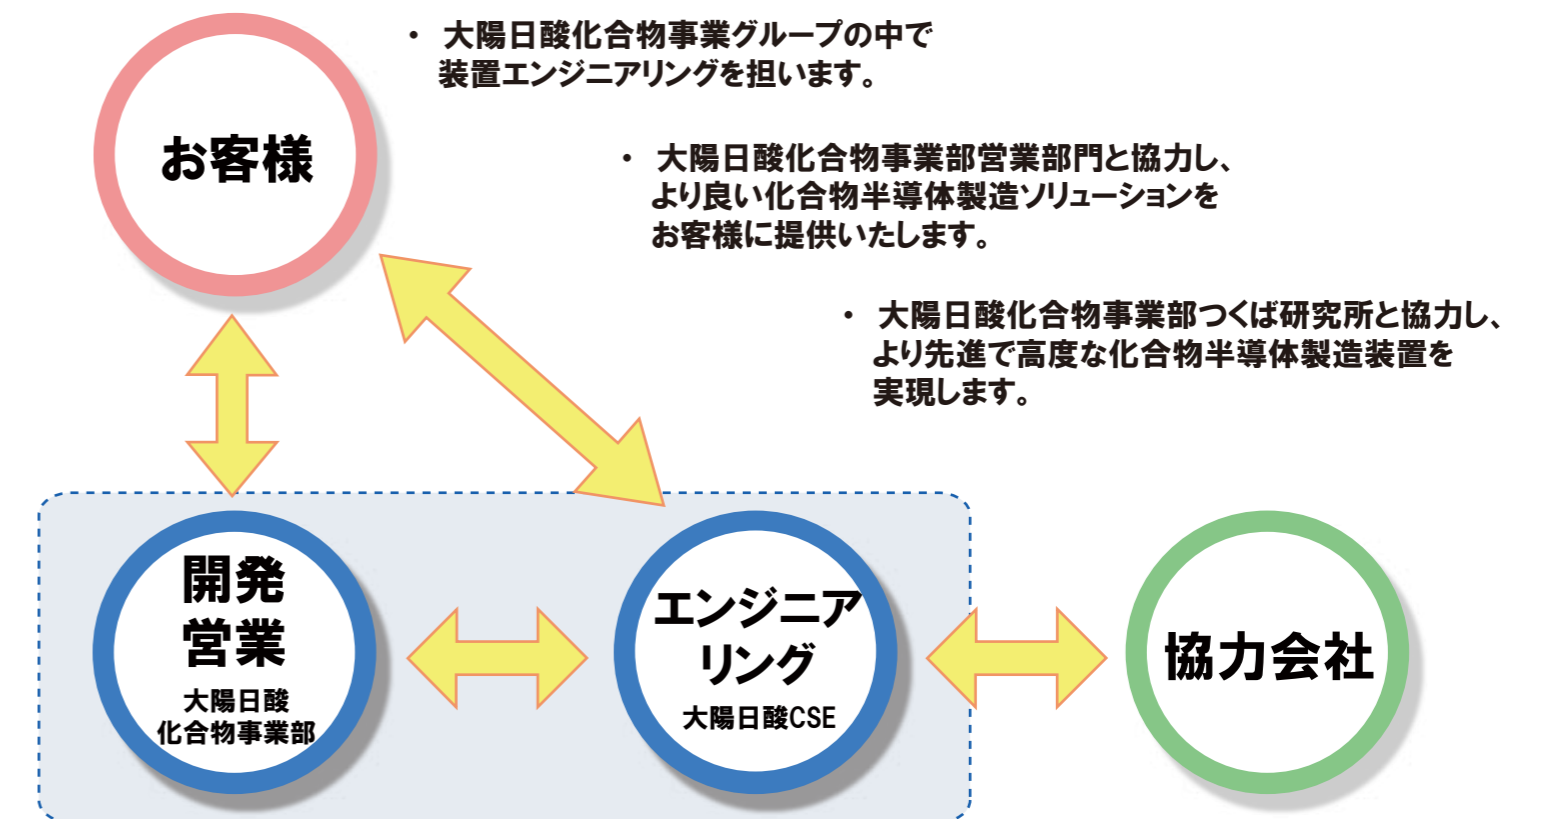 ・ 大陽日酸化合物事業グループの中で
装置エンジニアリングを担います。
お客様
・ 大陽日酸化合物事業部営業部門と協力し、
より良い化合物半導体製造ソリューションを
お客様に提供いたします。
・ 大陽日酸化合物事業部つくば研究所と協力し、
より先進で高度な化合物半導体製造装置を
実現します。
開発
営業
大陽日酸
化合物事業部
エンジニア
リング
大陽日酸CSE
協力会社